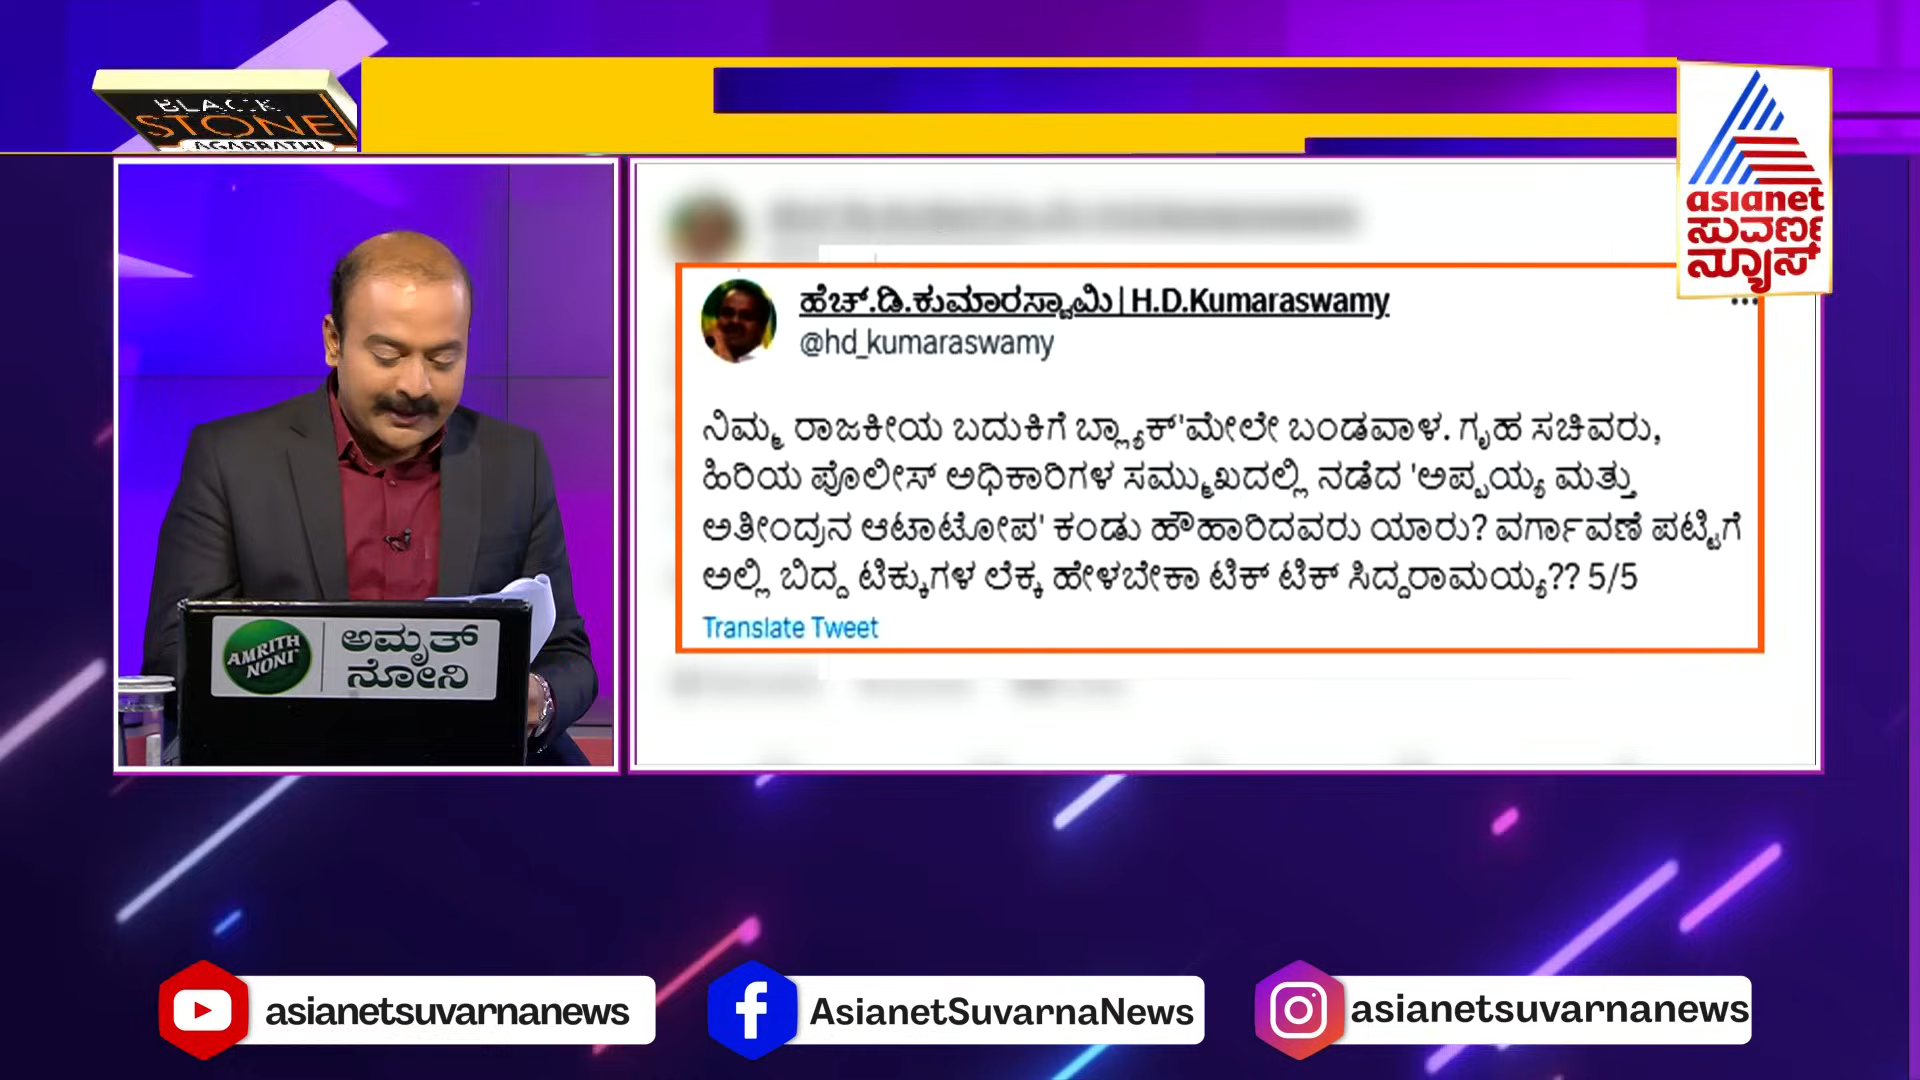 BLACK
STONE
AGARBATHI
asianet
ಸುವರ್ಣ
ನ್ಯೂಸ್
ಹೆಚ್.ಡಿ.ಕುಮಾರಸ್ವಾಮಿ | H.D.Kumaraswamy
@hd_kumaraswamy
ನಿಮ್ಮ ರಾಜಕೀಯ ಬದುಕಿಗೆ ಬ್ಲ್ಯಾಕ್'ಮೇಲೇ ಬಂಡವಾಳ. ಗೃಹ ಸಚಿವರು,
ಹಿರಿಯ ಪೊಲೀಸ್ ಅಧಿಕಾರಿಗಳ ಸಮ್ಮುಖದಲ್ಲಿ ನಡೆದ 'ಅಪ್ಪಯ್ಯ ಮತ್ತು
ಅತೀಂದ್ರನ ಆಟಾಟೋಪ' ಕಂಡು ಹೌಹಾರಿದವರು ಯಾರು? ವರ್ಗಾವಣೆ ಪಟ್ಟಿಗೆ
ಅಲ್ಲಿ ಬಿದ್ದ ಟಿಕ್ಕುಗಳ ಲೆಕ್ಕ ಹೇಳಬೇಕಾ ಟಿಕ್ ಟಿಕ್ ಸಿದ್ದರಾಮಯ್ಯ?? 5/5
Translate Tweet
AMRITH
NONI
ಅಮೃತ್
ನೋನಿ
asianetsuvarnanews
AsianetSuvarnaNews
asianetsuvarnanews